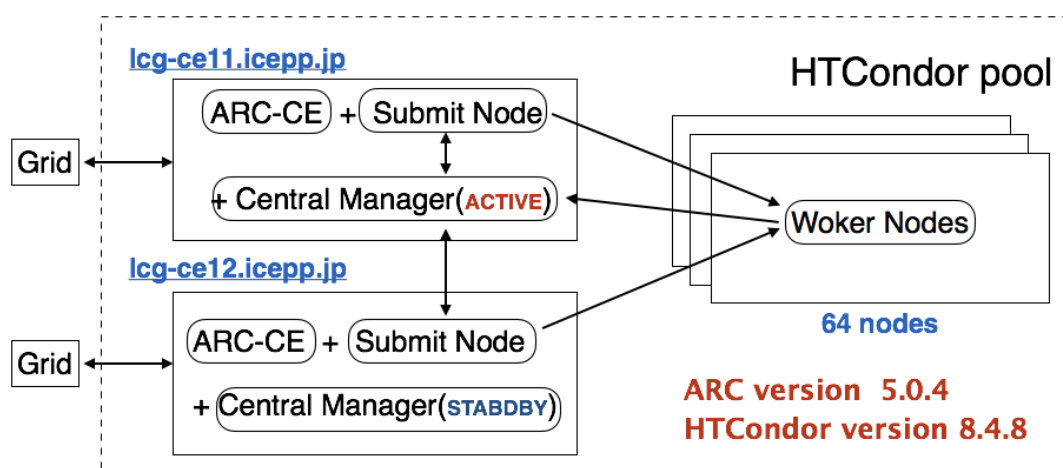 lcg-ce11.icepp.jp
HTCondor pool
ARC-CE + Submit Node
Grid
+ Central Manager(ACTIVE)
Woker Nodes
lcg-ce12.icepp.jp
64 nodes
ARC-CE + Submit Node
Grid
+ Central Manager(STABDBY)
ARC version 5.0.4
HTCondor version 8.4.8